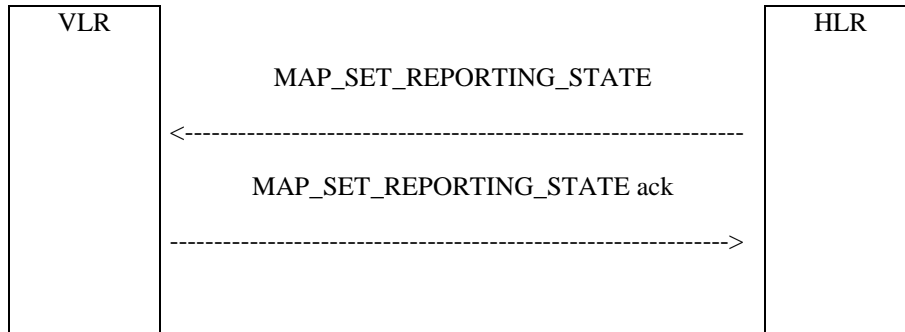 VLR HLR
MAP_SET_REPORTING_STATE
<----------------------------------------------------------------
MAP_SET_REPORTING_STATE ack
---------------------------------------------------------------->